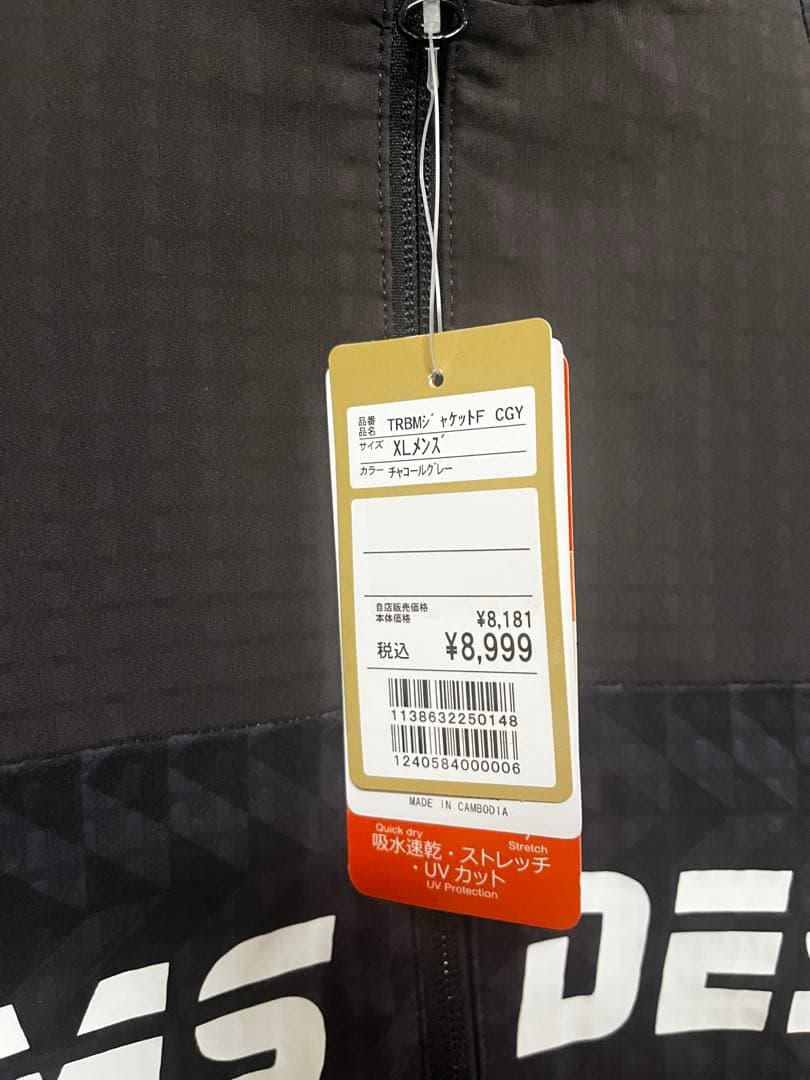 品番
品名 TRBMｼﾞｬｹｯﾄF CGY
サイズ XLﾒﾝｽﾞ
カラー ﾁｬｺｰﾙｸﾞﾚｰ
自店販売価格
本体価格 ¥8,181
税込 ¥8,999
1138632250148
1240584000006
MADE IN CAMBODIA
Quick dry Stretch
吸水速乾・ストレッチ
・UVカット
UV Protection
MS DES